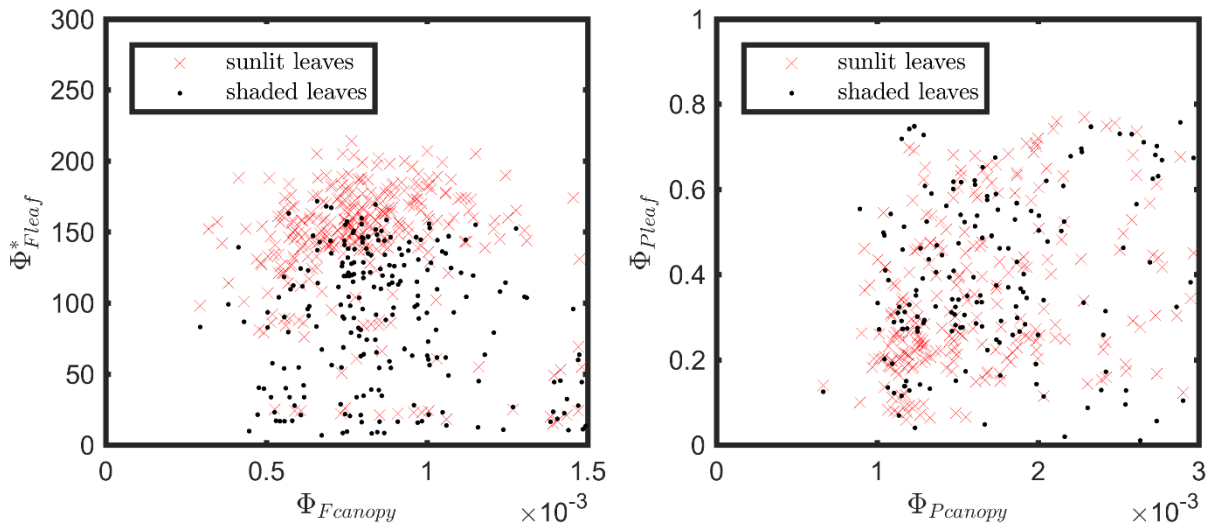 300
250
200
150
100
50
0
Φ*Fleaf
sunlit leaves
shaded leaves
0 0.5 1 1.5
ΦFcanopy ×10-3
1
0.8
0.6
0.4
0.2
0
ΦPleaf
sunlit leaves
shaded leaves
0 1 2 3
ΦPcanopy ×10-3